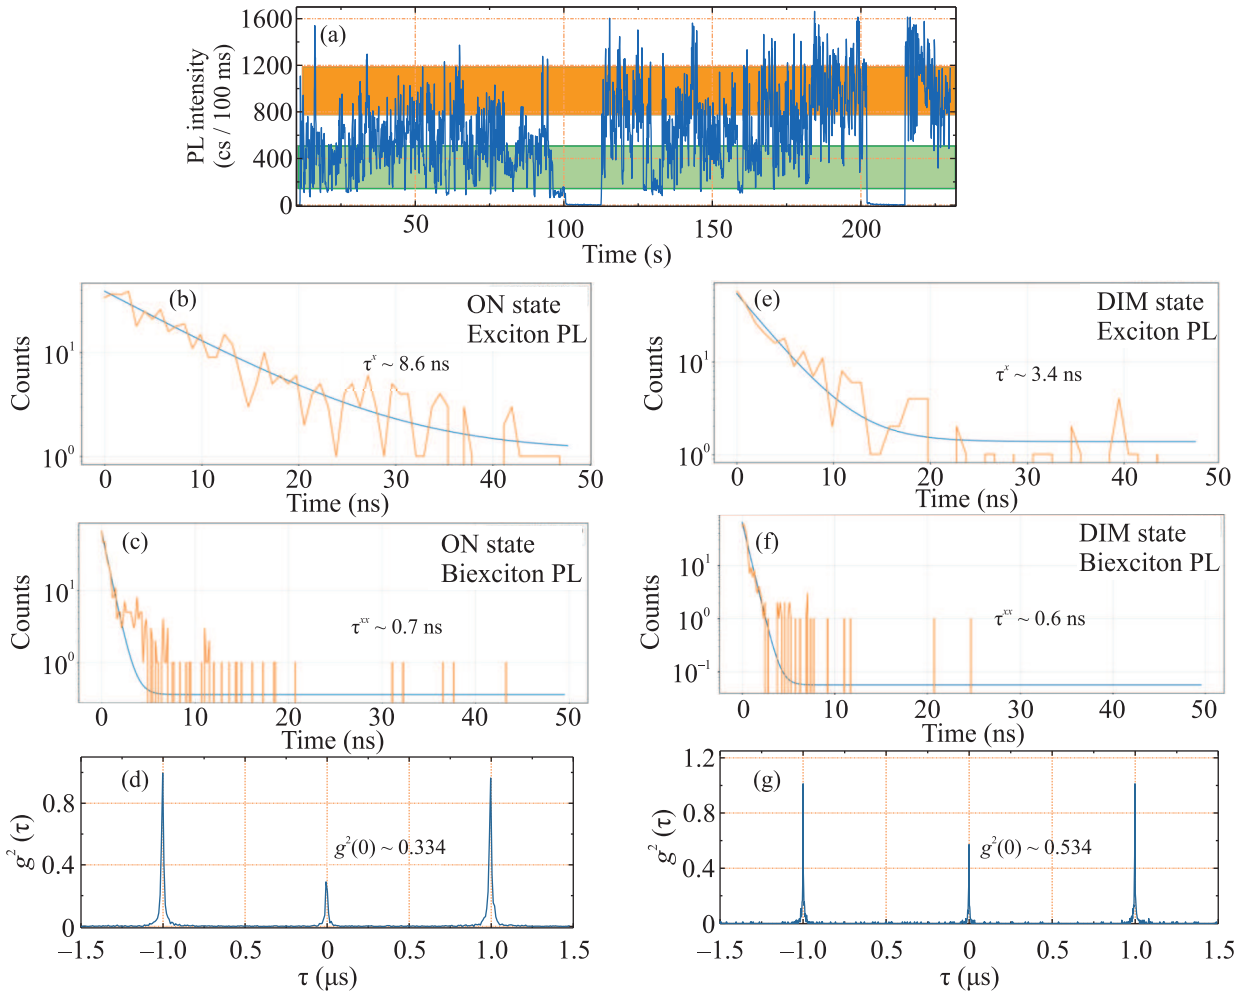 (a)
PL intensity
(cs / 100 ms)
1600
1200
800
400
0
50
100
150
200
Time (s)
(b)
ON state
Exciton PL
τˣ ~ 8.6 ns
Counts
10¹
10⁰
0
10
20
30
40
50
Time (ns)
(e)
DIM state
Exciton PL
τˣ ~ 3.4 ns
Counts
10¹
10⁰
0
10
20
30
40
50
Time (ns)
(c)
ON state
Biexciton PL
τˣˣ ~ 0.7 ns
Counts
10¹
10⁰
0
10
20
30
40
50
Time (ns)
(f)
DIM state
Biexciton PL
τˣˣ ~ 0.6 ns
Counts
10¹
10⁰
10⁻¹
0
10
20
30
40
50
Time (ns)
(d)
g²(0) ~ 0.334
g² (τ)
0.8
0.4
0
–1.5
–1.0
–0.5
0
0.5
1.0
1.5
τ (μs)
(g)
g²(0) ~ 0.534
g² (τ)
1.2
0.8
0.4
0
–1.5
–1.0
–0.5
0
0.5
1.0
1.5
τ (μs)